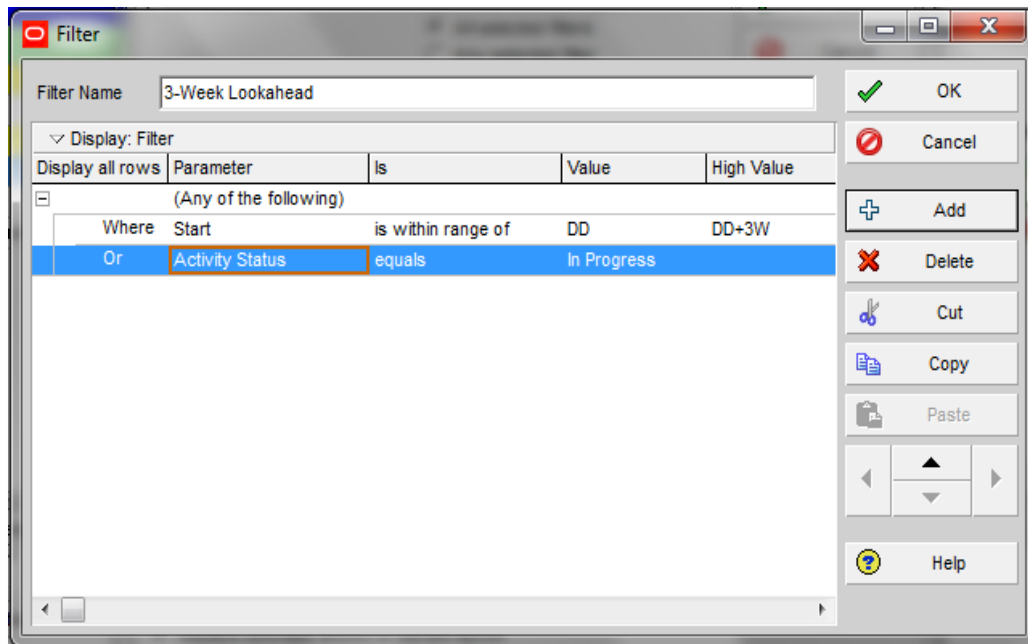 Filter
Filter Name 3-Week Lookahead
Display: Filter
Display all rows Parameter Is Value High Value
(Any of the following)
Where Start is within range of DD DD+3W
Or Activity Status equals In Progress
OK
Cancel
Add
Delete
Cut
Copy
Paste
Help